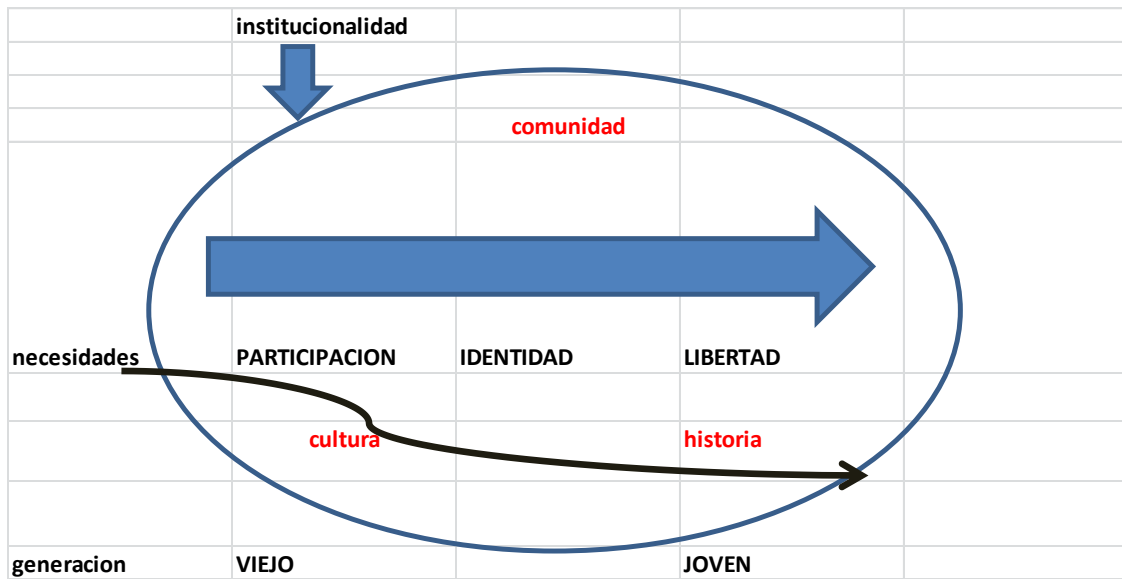 institucionalidad
comunidad
necesidades PARTICIPACION IDENTIDAD LIBERTAD
cultura historia
generacion VIEJO JOVEN